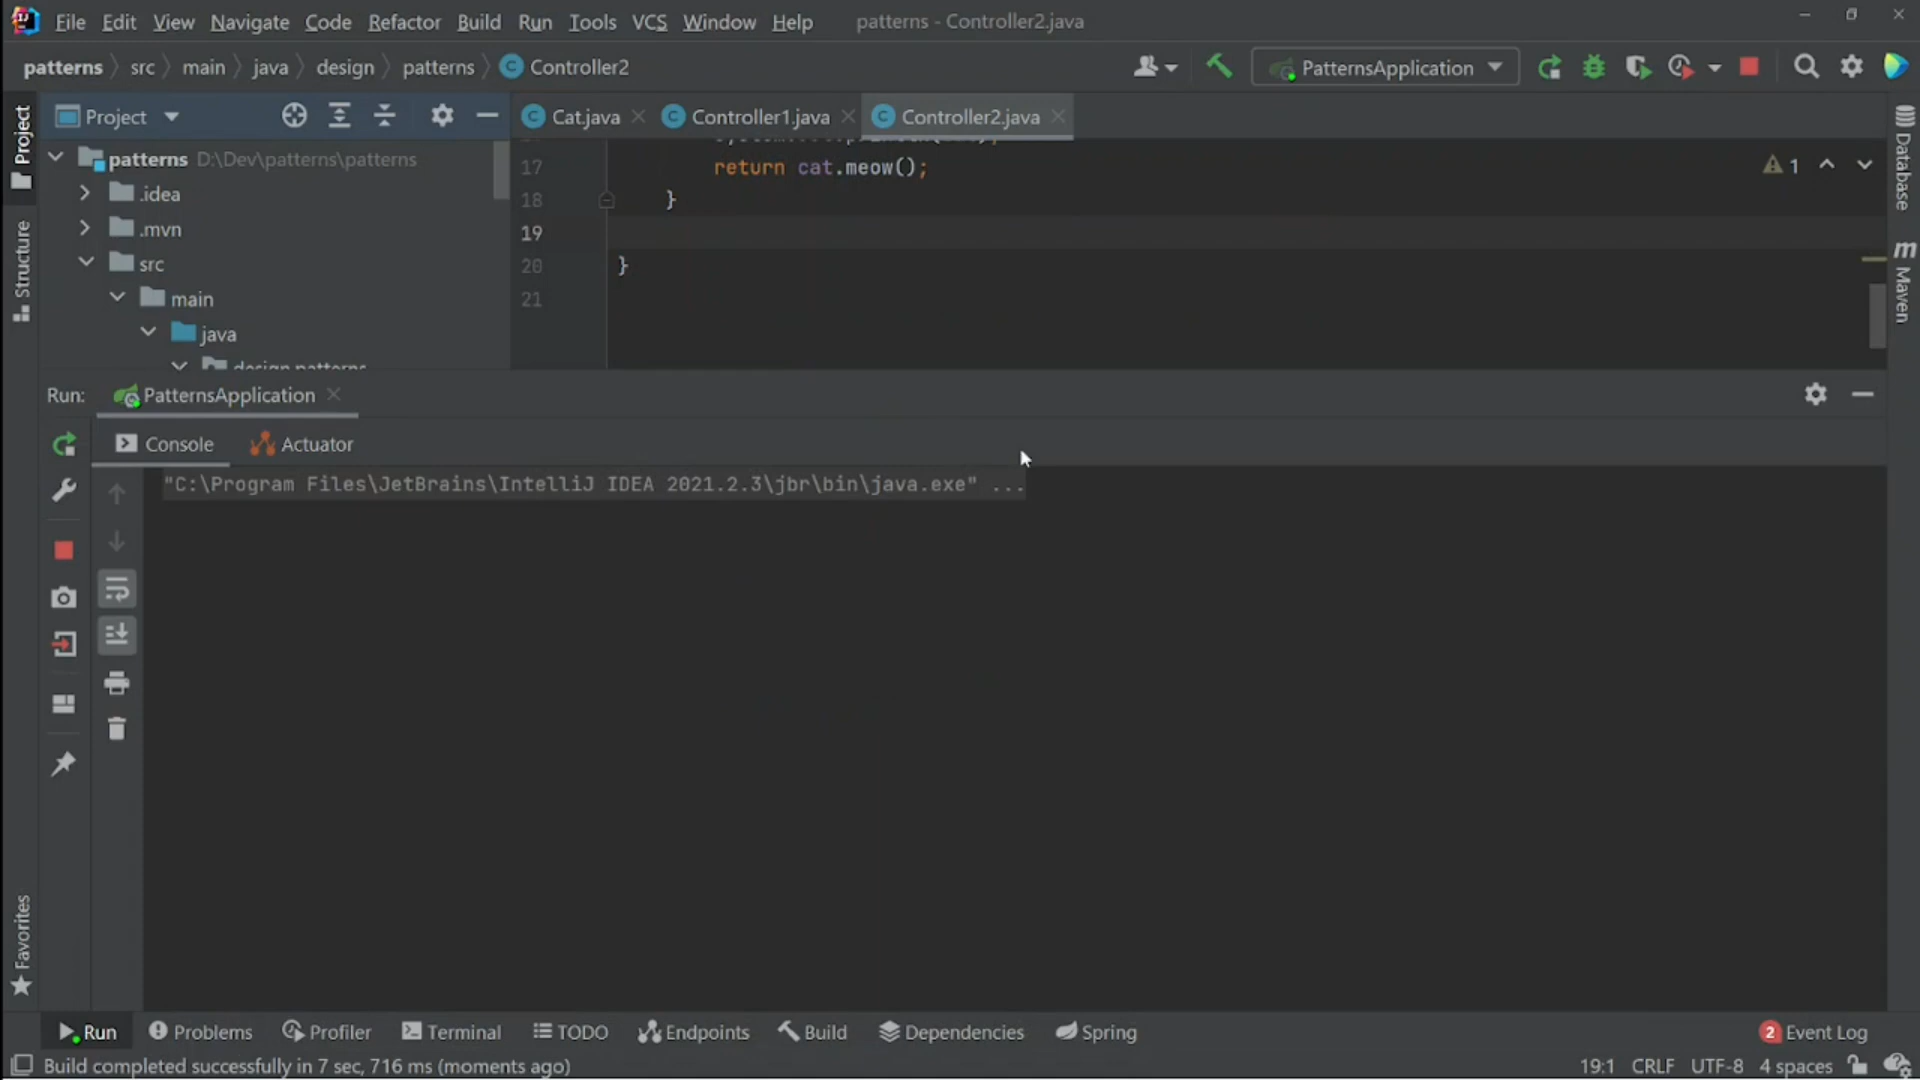 File Edit View Navigate Code Refactor Build Run Tools VCS Window Help patterns - Controller2.java
patterns src main java design patterns Controller2 PatternsApplication
Project Cat.java Controller1.java Controller2.java
patterns D:\Dev\patterns\patterns
.idea
.mvn
src
main
java
design.patterns
17 return cat.meow();
18 }
19
20 }
21
1
Project
Structure
Favorites
Database
Maven
Run: PatternsApplication
Console Actuator
"C:\Program Files\JetBrains\IntelliJ IDEA 2021.2.3\jbr\bin\java.exe" ...
Run Problems Profiler Terminal TODO Endpoints Build Dependencies Spring 2 Event Log
Build completed successfully in 7 sec, 716 ms (moments ago) 19:1 CRLF UTF-8 4 spaces